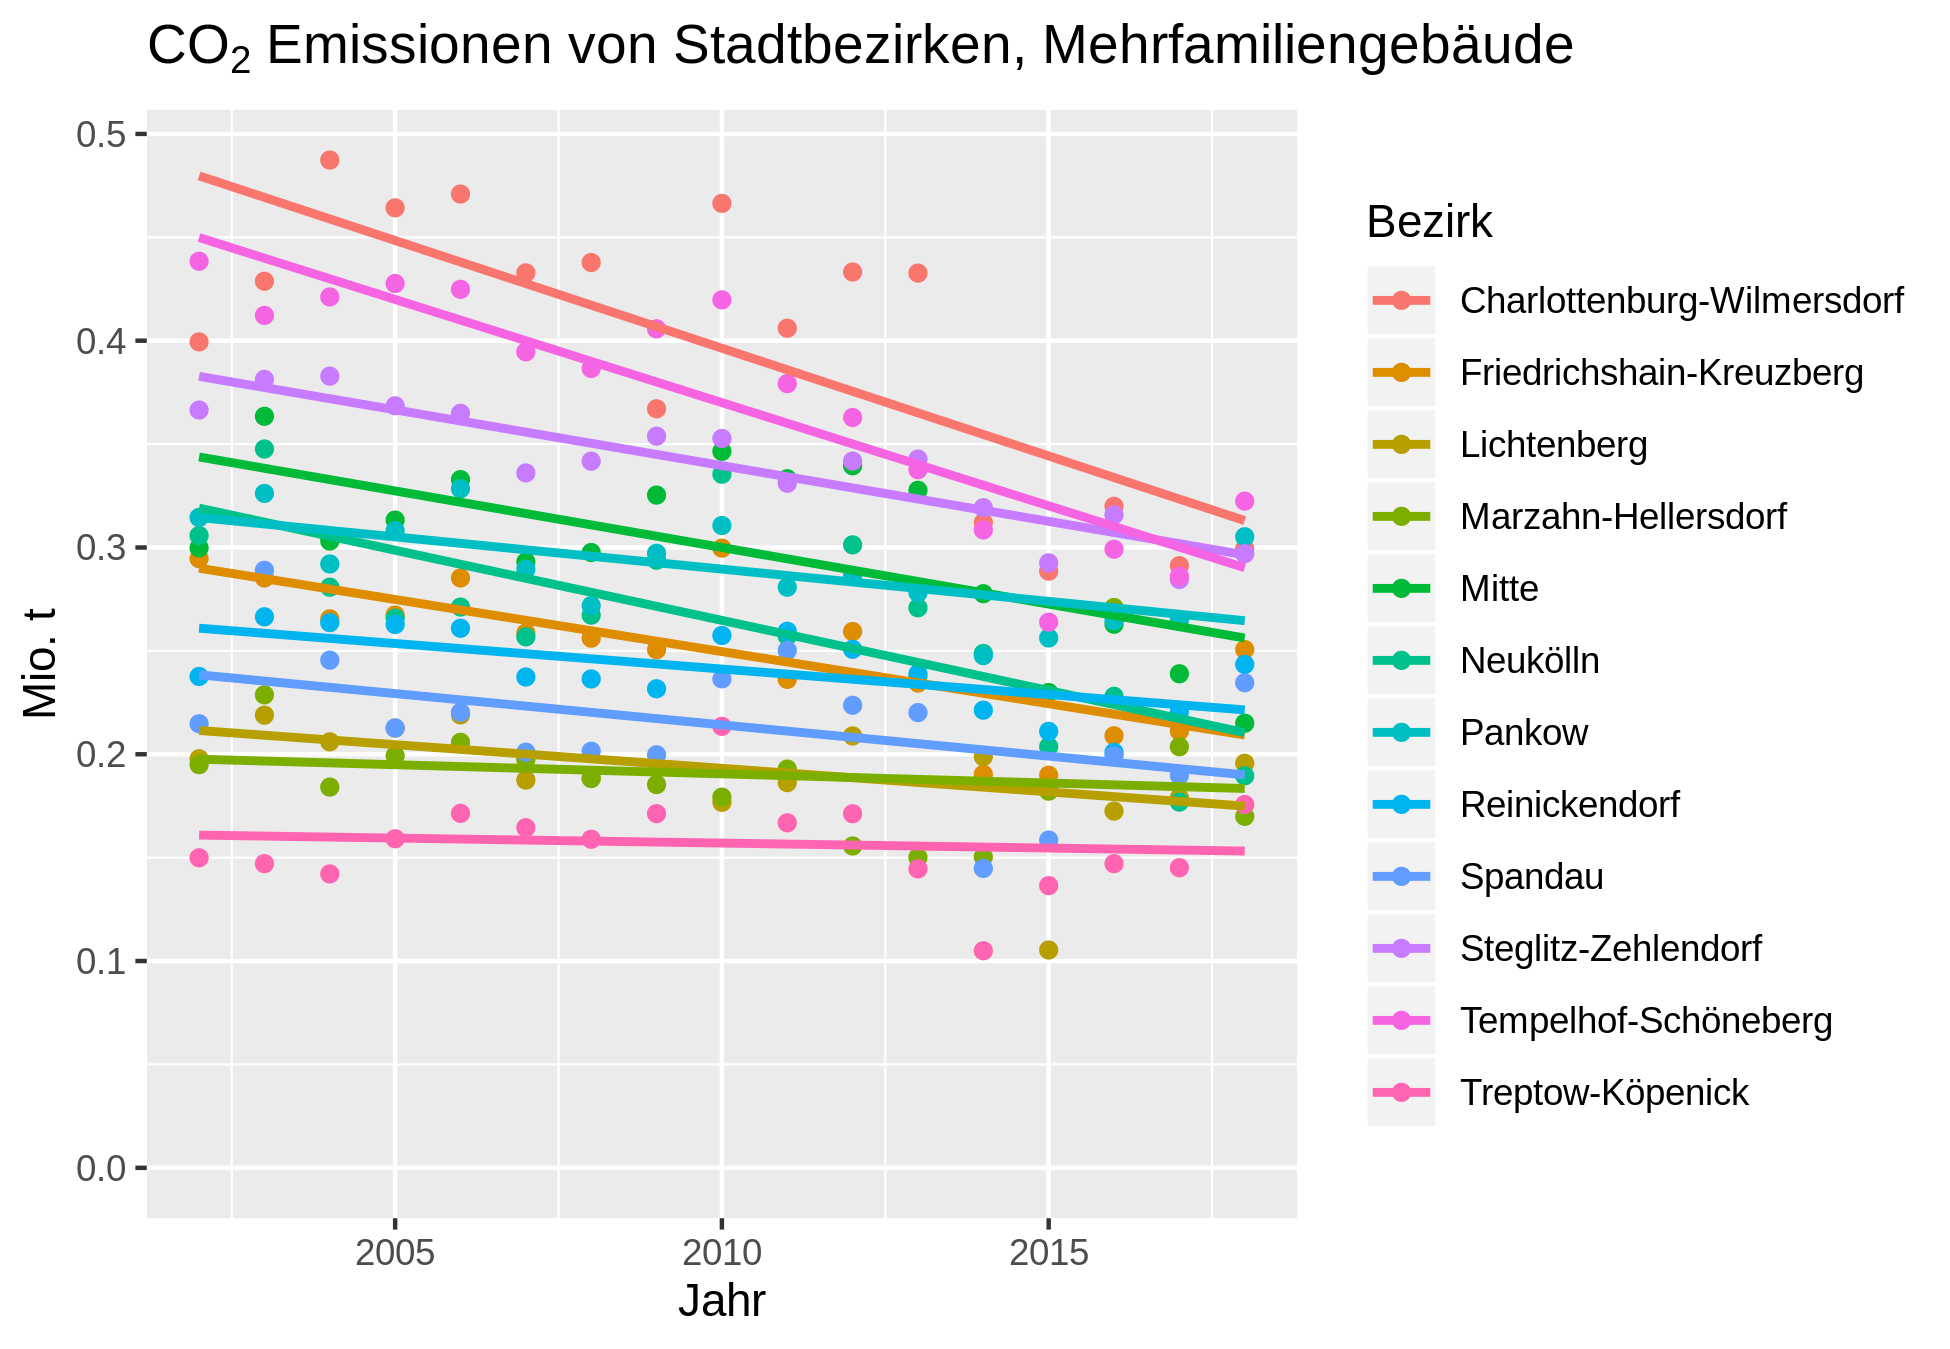 CO₂ Emissionen von Stadtbezirken, Mehrfamiliengebäude
0.5
0.4
0.3
0.2
0.1
0.0
Mio. t
2005 2010 2015
Jahr
Bezirk
Charlottenburg-Wilmersdorf
Friedrichshain-Kreuzberg
Lichtenberg
Marzahn-Hellersdorf
Mitte
Neukölln
Pankow
Reinickendorf
Spandau
Steglitz-Zehlendorf
Tempelhof-Schöneberg
Treptow-Köpenick